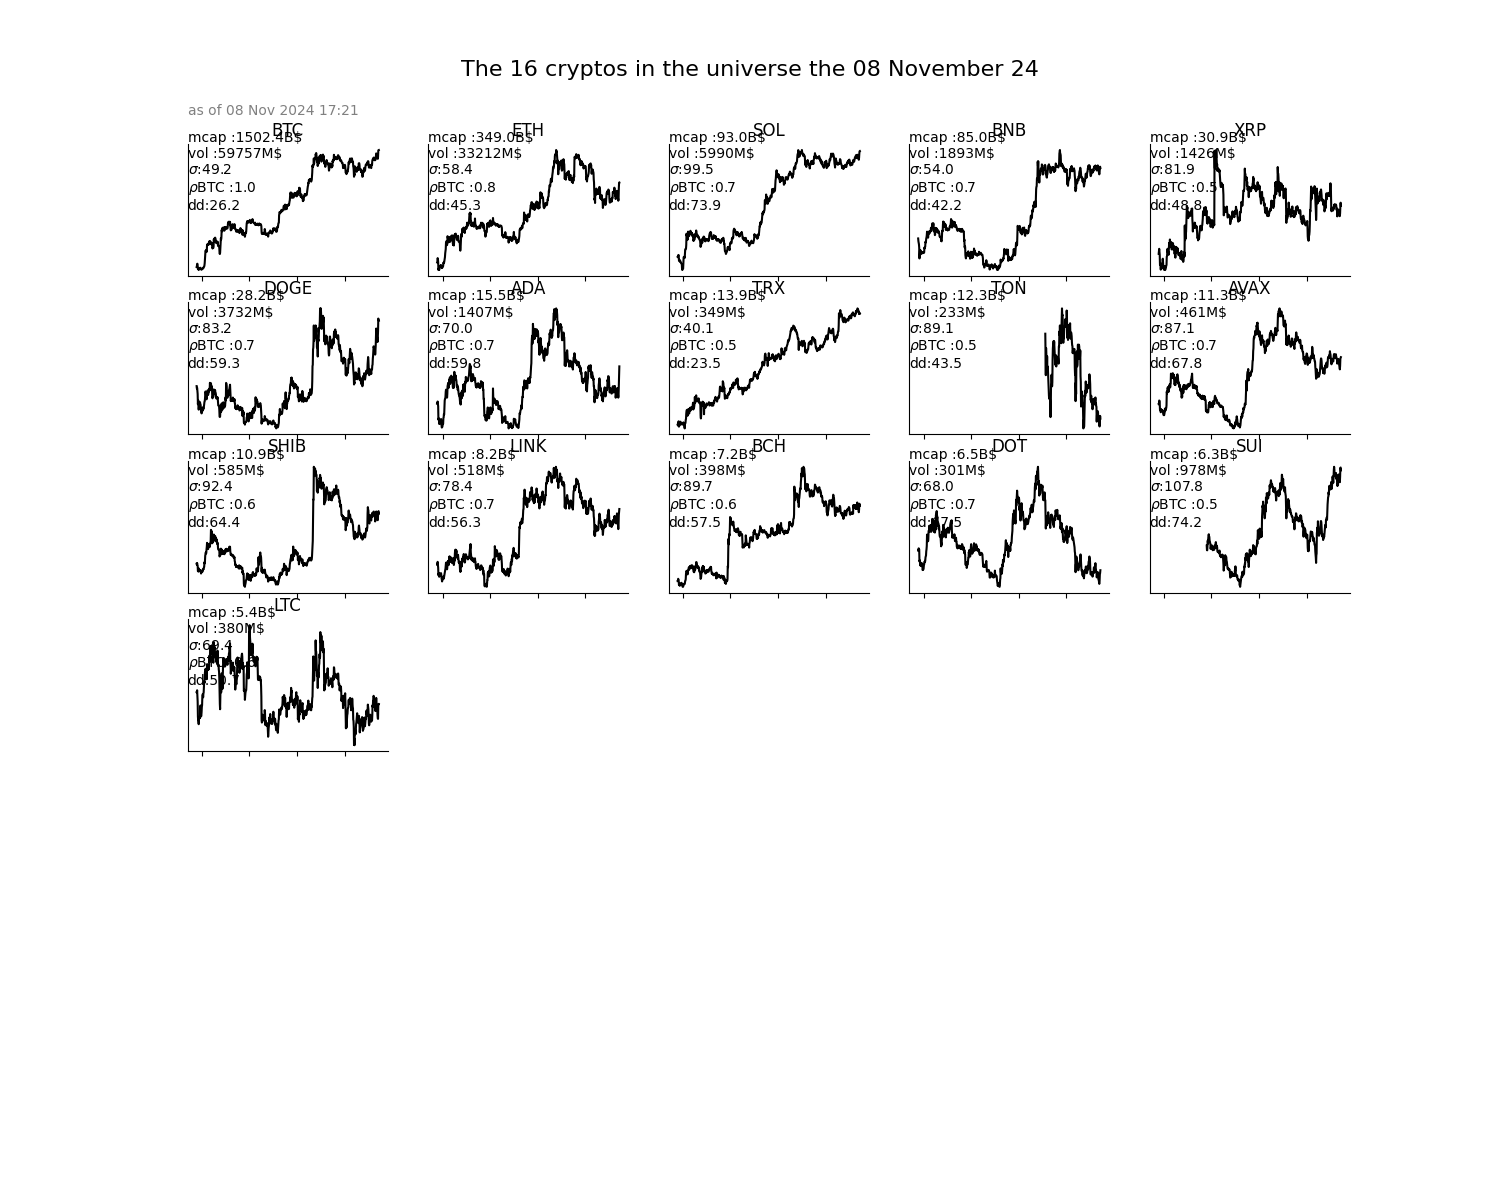 The 16 cryptos in the universe the 08 November 24
as of 08 Nov 2024 17:21
BTC
mcap :1502.4B$
vol :59757M$
σ:49.2
ρBTC :1.0
dd:26.2
ETH
mcap :349.0B$
vol :33212M$
σ:58.4
ρBTC :0.8
dd:45.3
SOL
mcap :93.0B$
vol :5990M$
σ:99.5
ρBTC :0.7
dd:73.9
BNB
mcap :85.0B$
vol :1893M$
σ:54.0
ρBTC :0.7
dd:42.2
XRP
mcap :30.9B$
vol :1426M$
σ:81.9
ρBTC :0.5
dd:48.8
DOGE
mcap :28.2B$
vol :3732M$
σ:83.2
ρBTC :0.7
dd:59.3
ADA
mcap :15.5B$
vol :1407M$
σ:70.0
ρBTC :0.7
dd:59.8
TRX
mcap :13.9B$
vol :349M$
σ:40.1
ρBTC :0.5
dd:23.5
TON
mcap :12.3B$
vol :233M$
σ:89.1
ρBTC :0.5
dd:43.5
AVAX
mcap :11.3B$
vol :461M$
σ:87.1
ρBTC :0.7
dd:67.8
SHIB
mcap :10.9B$
vol :585M$
σ:92.4
ρBTC :0.6
dd:64.4
LINK
mcap :8.2B$
vol :518M$
σ:78.4
ρBTC :0.7
dd:56.3
BCH
mcap :7.2B$
vol :398M$
σ:89.7
ρBTC :0.6
dd:57.5
DOT
mcap :6.5B$
vol :301M$
σ:68.0
ρBTC :0.7
SUI
mcap :6.3B$
vol :978M$
σ:107.8
ρBTC :0.5
dd:74.2
LTC
mcap :5.4B$
vol :380M$
σ:69.4